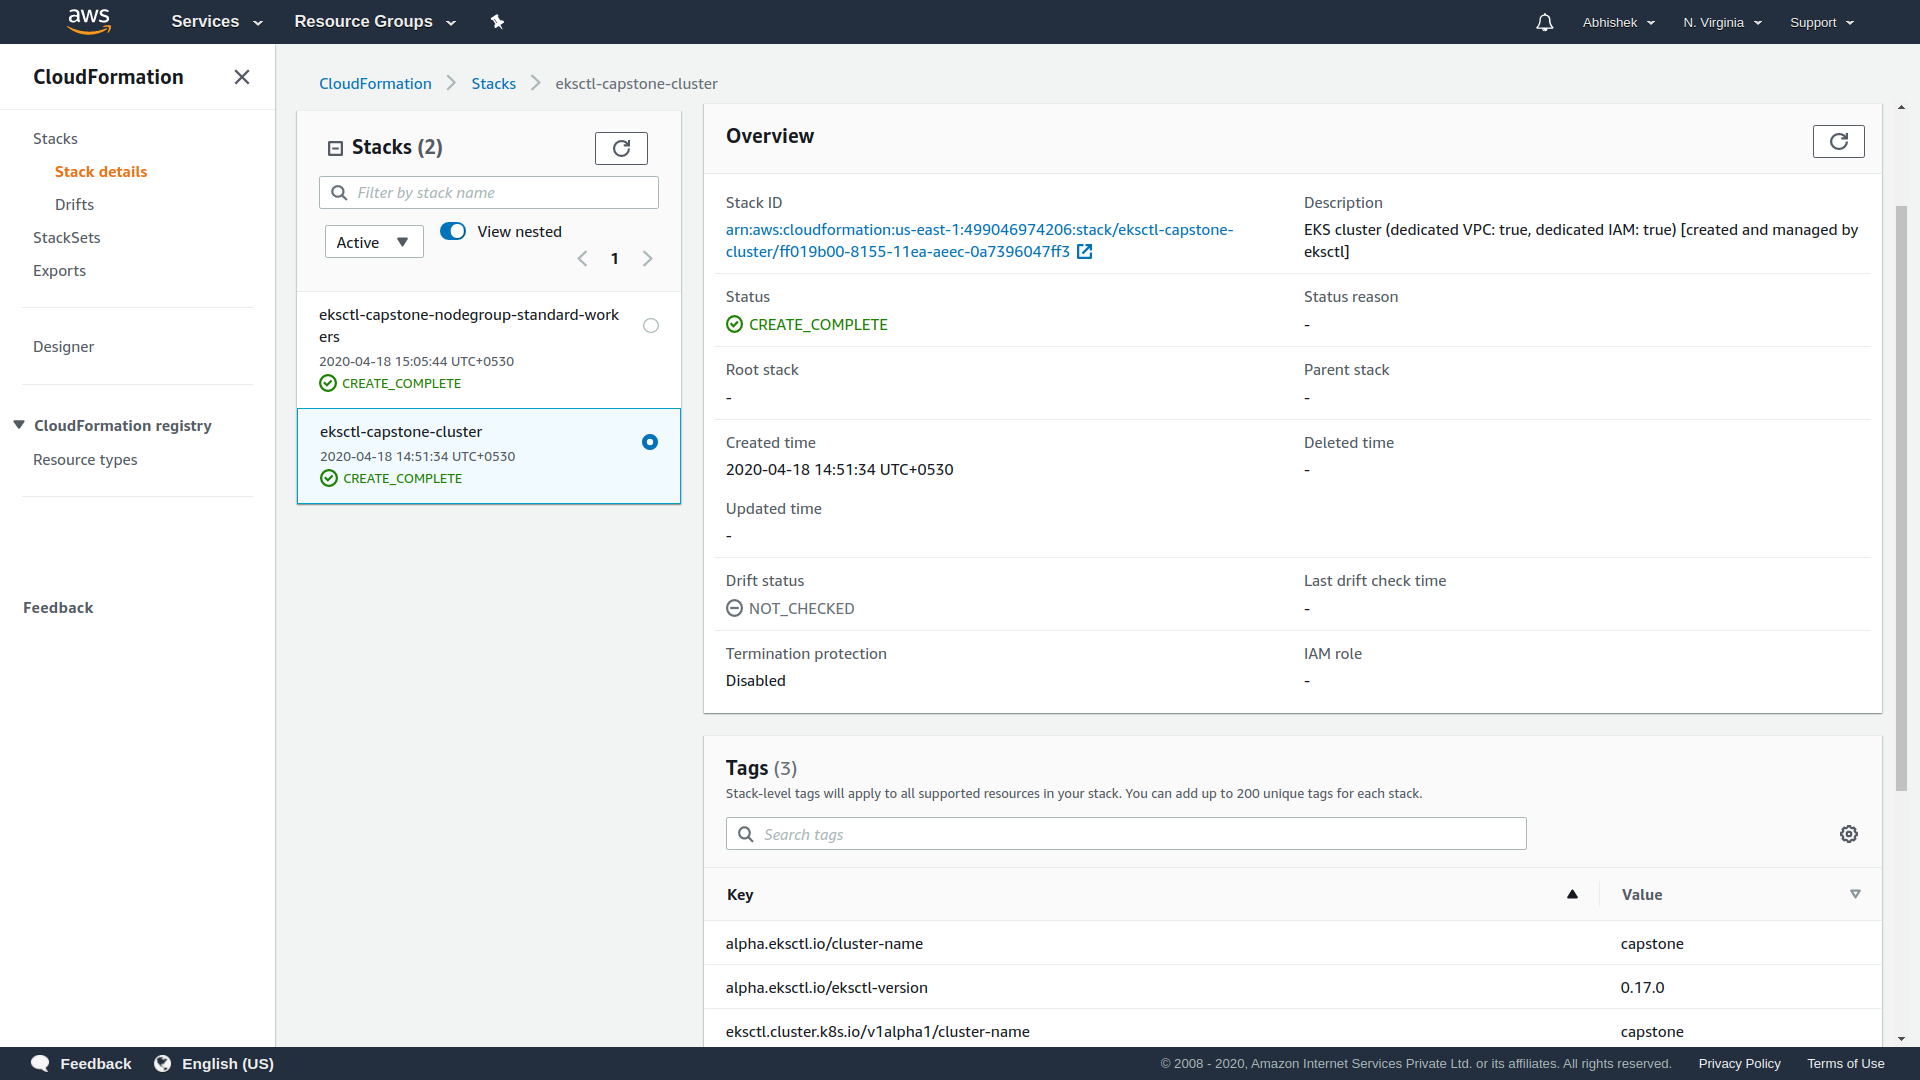 aws Services Resource Groups Abhishek N. Virginia Support
CloudFormation
Stacks
Stack details
Drifts
StackSets
Exports
Designer
CloudFormation registry
Resource types
Feedback
CloudFormation Stacks eksctl-capstone-cluster
Stacks (2)
Filter by stack name
Active View nested
1
eksctl-capstone-nodegroup-standard-work
ers
2020-04-18 15:05:44 UTC+0530
CREATE_COMPLETE
eksctl-capstone-cluster
2020-04-18 14:51:34 UTC+0530
CREATE_COMPLETE
Overview
Stack ID
arn:aws:cloudformation:us-east-1:499046974206:stack/eksctl-capstone-
cluster/ff019b00-8155-11ea-aeec-0a7396047ff3
Description
EKS cluster (dedicated VPC: true, dedicated IAM: true) [created and managed by
eksctl]
Status
CREATE_COMPLETE
Status reason
-
Root stack
-
Parent stack
-
Created time
2020-04-18 14:51:34 UTC+0530
Deleted time
-
Updated time
-
Drift status
NOT_CHECKED
Last drift check time
-
Termination protection
Disabled
IAM role
-
Tags (3)
Stack-level tags will apply to all supported resources in your stack. You can add up to 200 unique tags for each stack.
Search tags
Key Value
alpha.eksctl.io/cluster-name capstone
alpha.eksctl.io/eksctl-version 0.17.0
eksctl.cluster.k8s.io/v1alpha1/cluster-name capstone
Feedback English (US) © 2008 - 2020, Amazon Internet Services Private Ltd. or its affiliates. All rights reserved. Privacy Policy Terms of Use